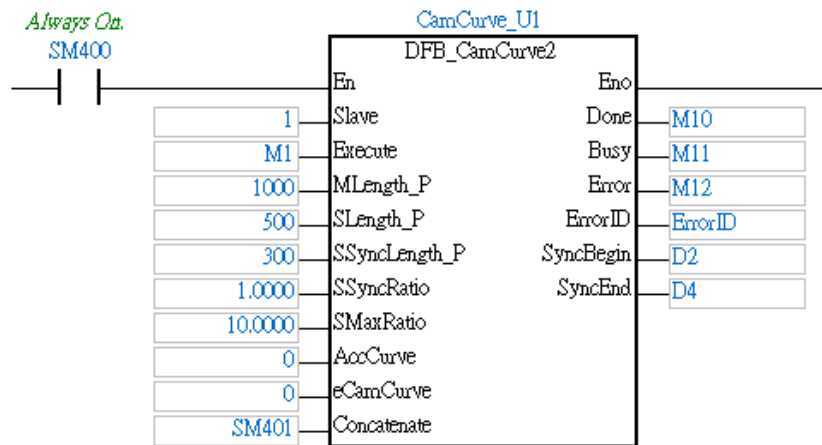 Always On.
SM400
CamCurve_U1
DFB_CamCurve2
En Eno
1 Slave Done M10
M1 Execute Busy M11
1000 MLength_P Error M12
500 SLength_P ErrorID ErrorID
300 SSyncLength_P SyncBegin D2
1.0000 SSyncRatio SyncEnd D4
10.0000 SMaxRatio
0 AccCurve
0 eCamCurve
SM401 Concatenate